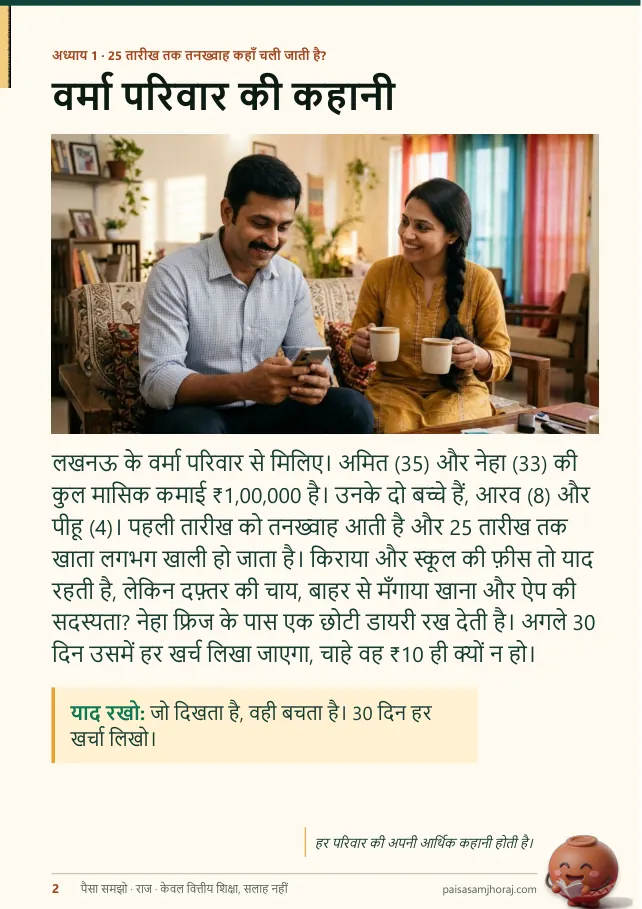 अध्याय 1 · 25 तारीख तक तनख्वाह कहाँ चली जाती है?
वर्मा परिवार की कहानी
लखनऊ के वर्मा परिवार से मिलिए। अमित (35) और नेहा (33) की
कुल मासिक कमाई ₹1,00,000 है। उनके दो बच्चे हैं, आरव (8) और
पीहू (4)। पहली तारीख को तनख्वाह आती है और 25 तारीख तक
खाता लगभग खाली हो जाता है। किराया और स्कूल की फ़ीस तो याद
रहती है, लेकिन दफ़्तर की चाय, बाहर से मँगाया खाना और ऐप की
सदस्यता? नेहा फ्रिज के पास एक छोटी डायरी रख देती है। अगले 30
दिन उसमें हर खर्च लिखा जाएगा, चाहे वह ₹10 ही क्यों न हो।
याद रखो: जो दिखता है, वही बचता है। 30 दिन हर
खर्चा लिखो।
हर परिवार की अपनी आर्थिक कहानी होती है।
2 पैसा समझो · राज · केवल वित्तीय शिक्षा, सलाह नहीं paisasamjhoraj.com